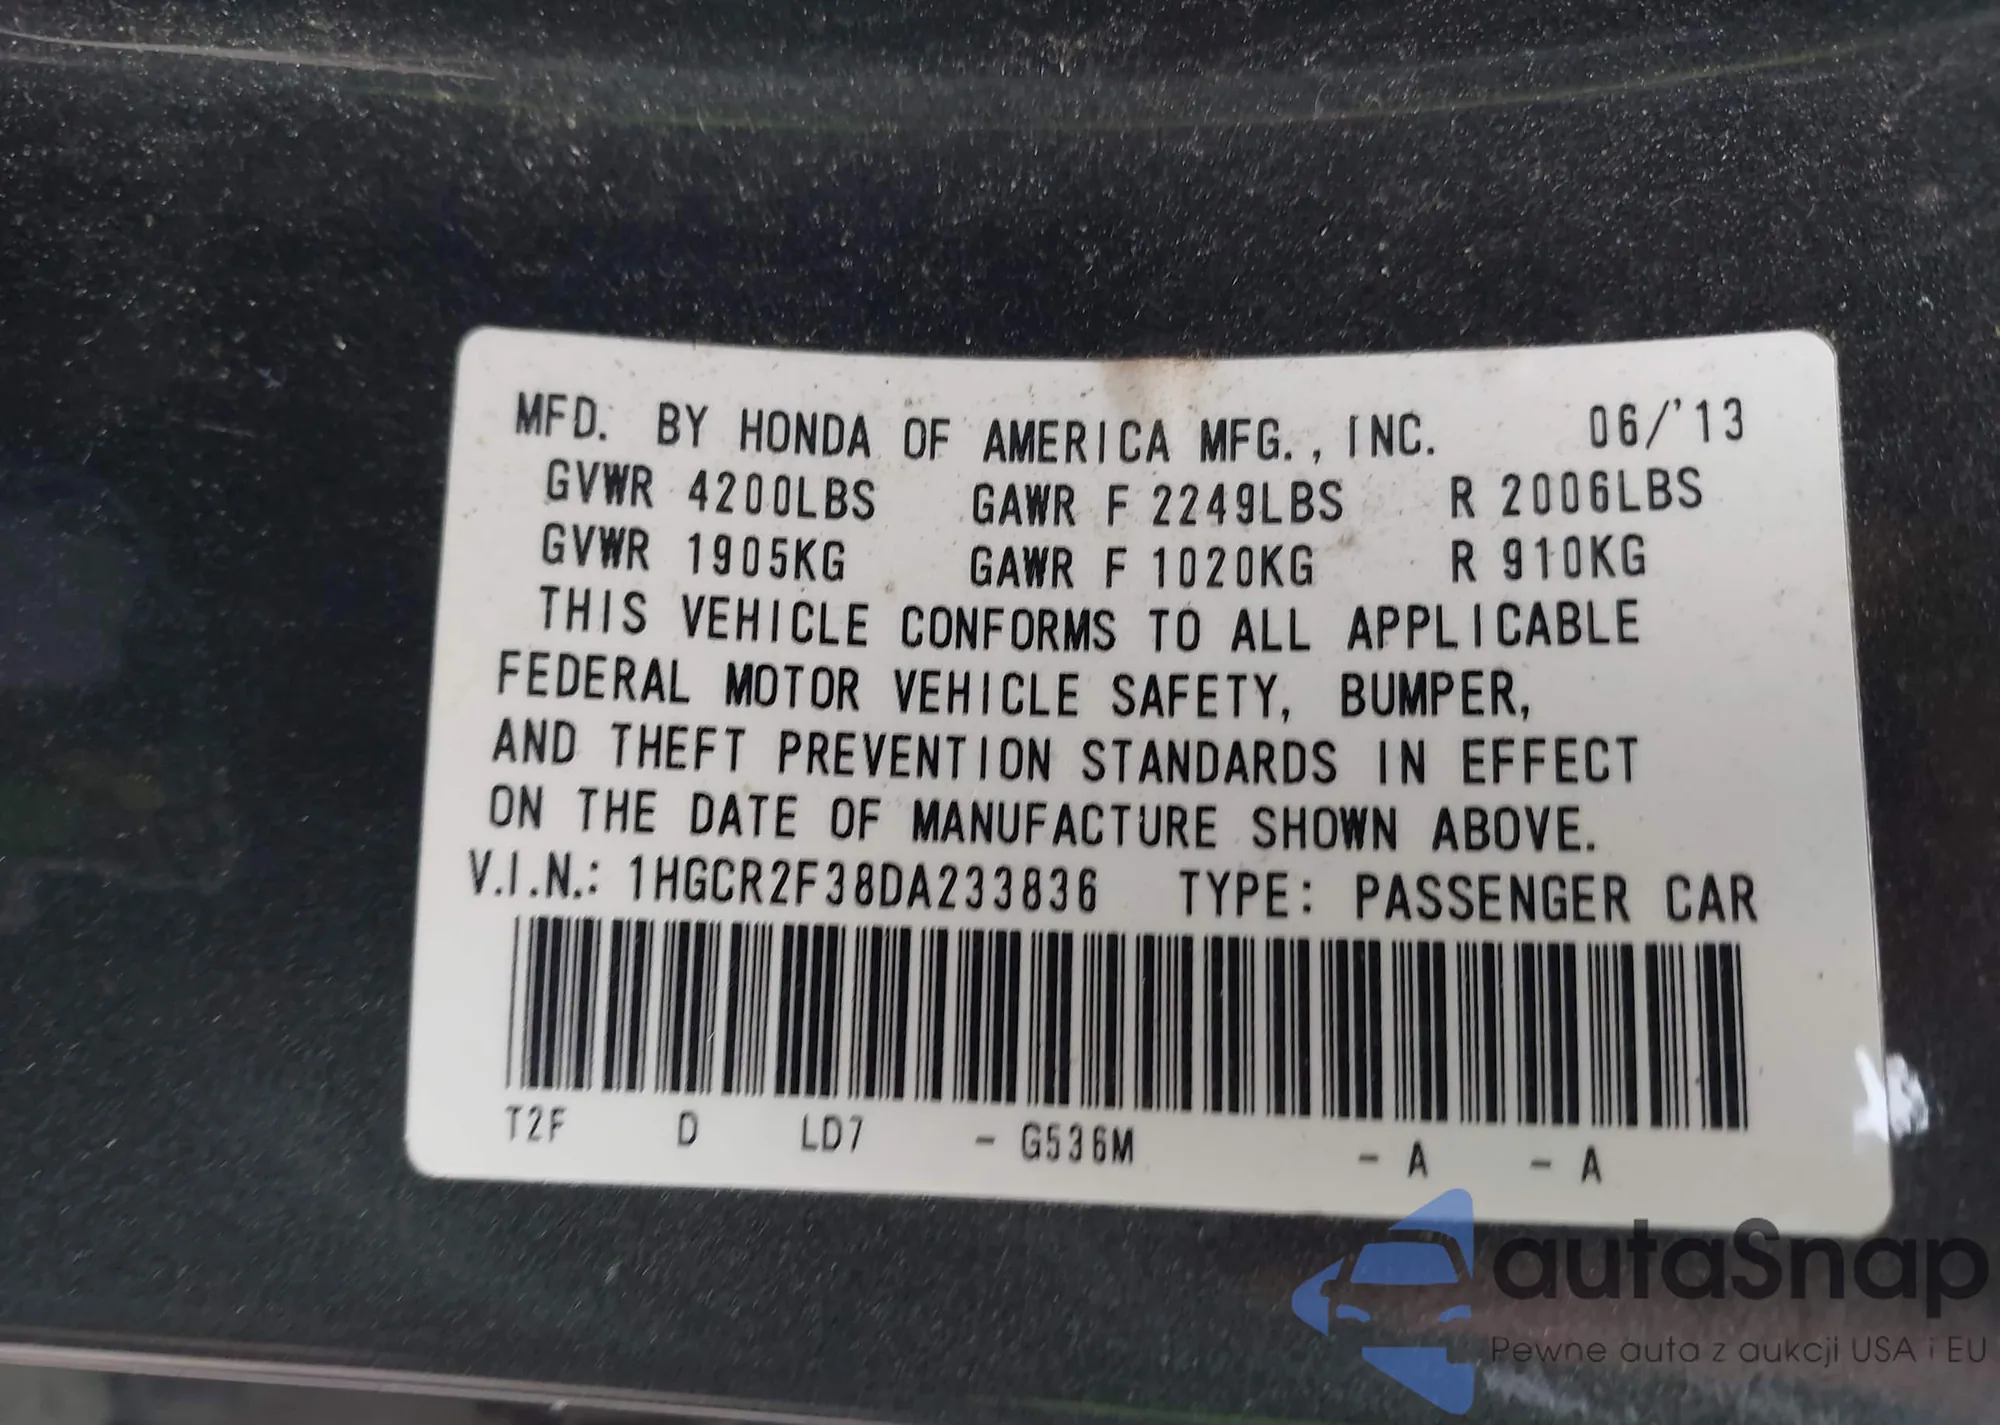 MFD. BY HONDA OF AMERICA MFG., INC. 06/'13
GVWR 4200LBS GAWR F 2249LBS R 2006LBS
GVWR 1905KG GAWR F 1020KG R 910KG
THIS VEHICLE CONFORMS TO ALL APPLICABLE
FEDERAL MOTOR VEHICLE SAFETY, BUMPER,
AND THEFT PREVENTION STANDARDS IN EFFECT
ON THE DATE OF MANUFACTURE SHOWN ABOVE.
V.I.N.: 1HGCR2F38DA233836 TYPE: PASSENGER CAR
T2F D LD7 - G536M - A - A
autaSnap
Pewne auta z aukcji USA i EU